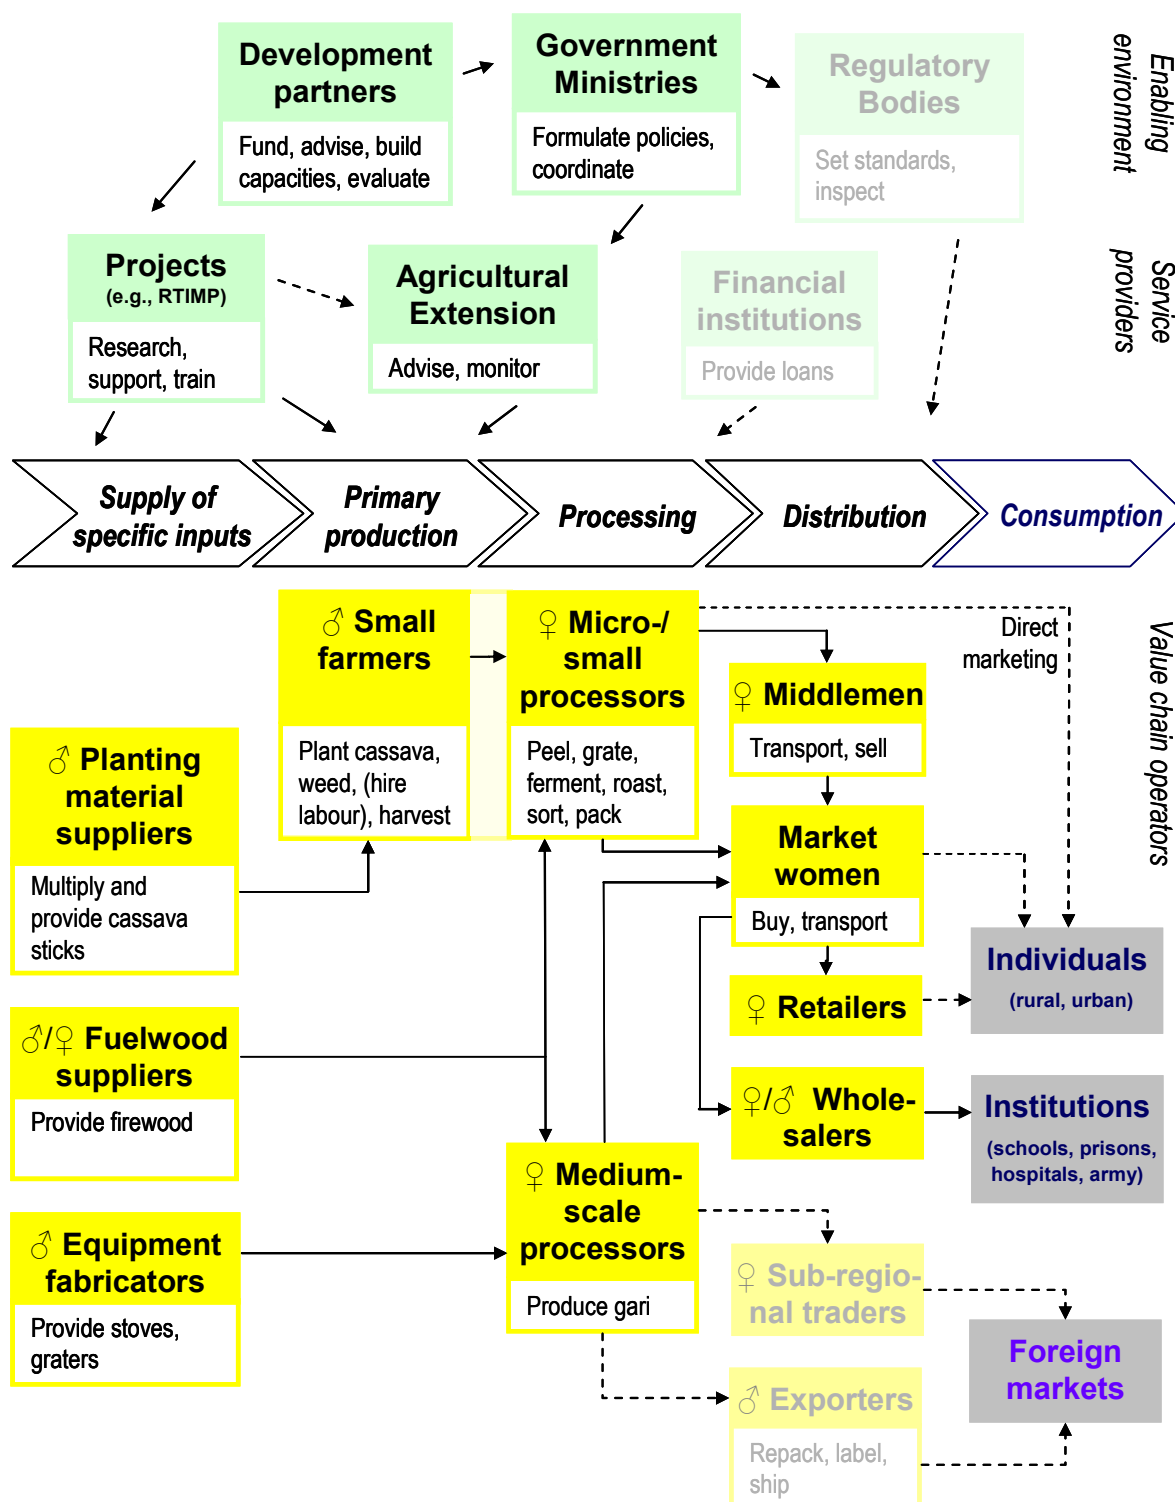 Development
partners
Fund, advise, build
capacities, evaluate
Government
Ministries
Formulate policies,
coordinate
Regulatory
Bodies
Set standards,
inspect
Enabling
environment
Projects
(e.g., RTIMP)
Research,
support, train
Agricultural
Extension
Advise, monitor
Financial
institutions
Provide loans
Service
providers
Supply of
specific inputs
Primary
production
Processing
Distribution
Consumption
♂ Small
farmers
Plant cassava,
weed, (hire
labour), harvest
♀ Micro-/
small
processors
Peel, grate,
ferment, roast,
sort, pack
Direct
marketing
♀ Middlemen
Transport, sell
Value chain operators
♂ Planting
material
suppliers
Multiply and
provide cassava
sticks
Market
women
Buy, transport
♀ Retailers
Individuals
(rural, urban)
♂/♀ Fuelwood
suppliers
Provide firewood
♀/♂ Whole-
salers
Institutions
(schools, prisons,
hospitals, army)
♀ Medium-
scale
processors
Produce gari
♂ Equipment
fabricators
Provide stoves,
graters
♀ Sub-regio-
nal traders
Foreign
markets
♂ Exporters
Repack, label,
ship